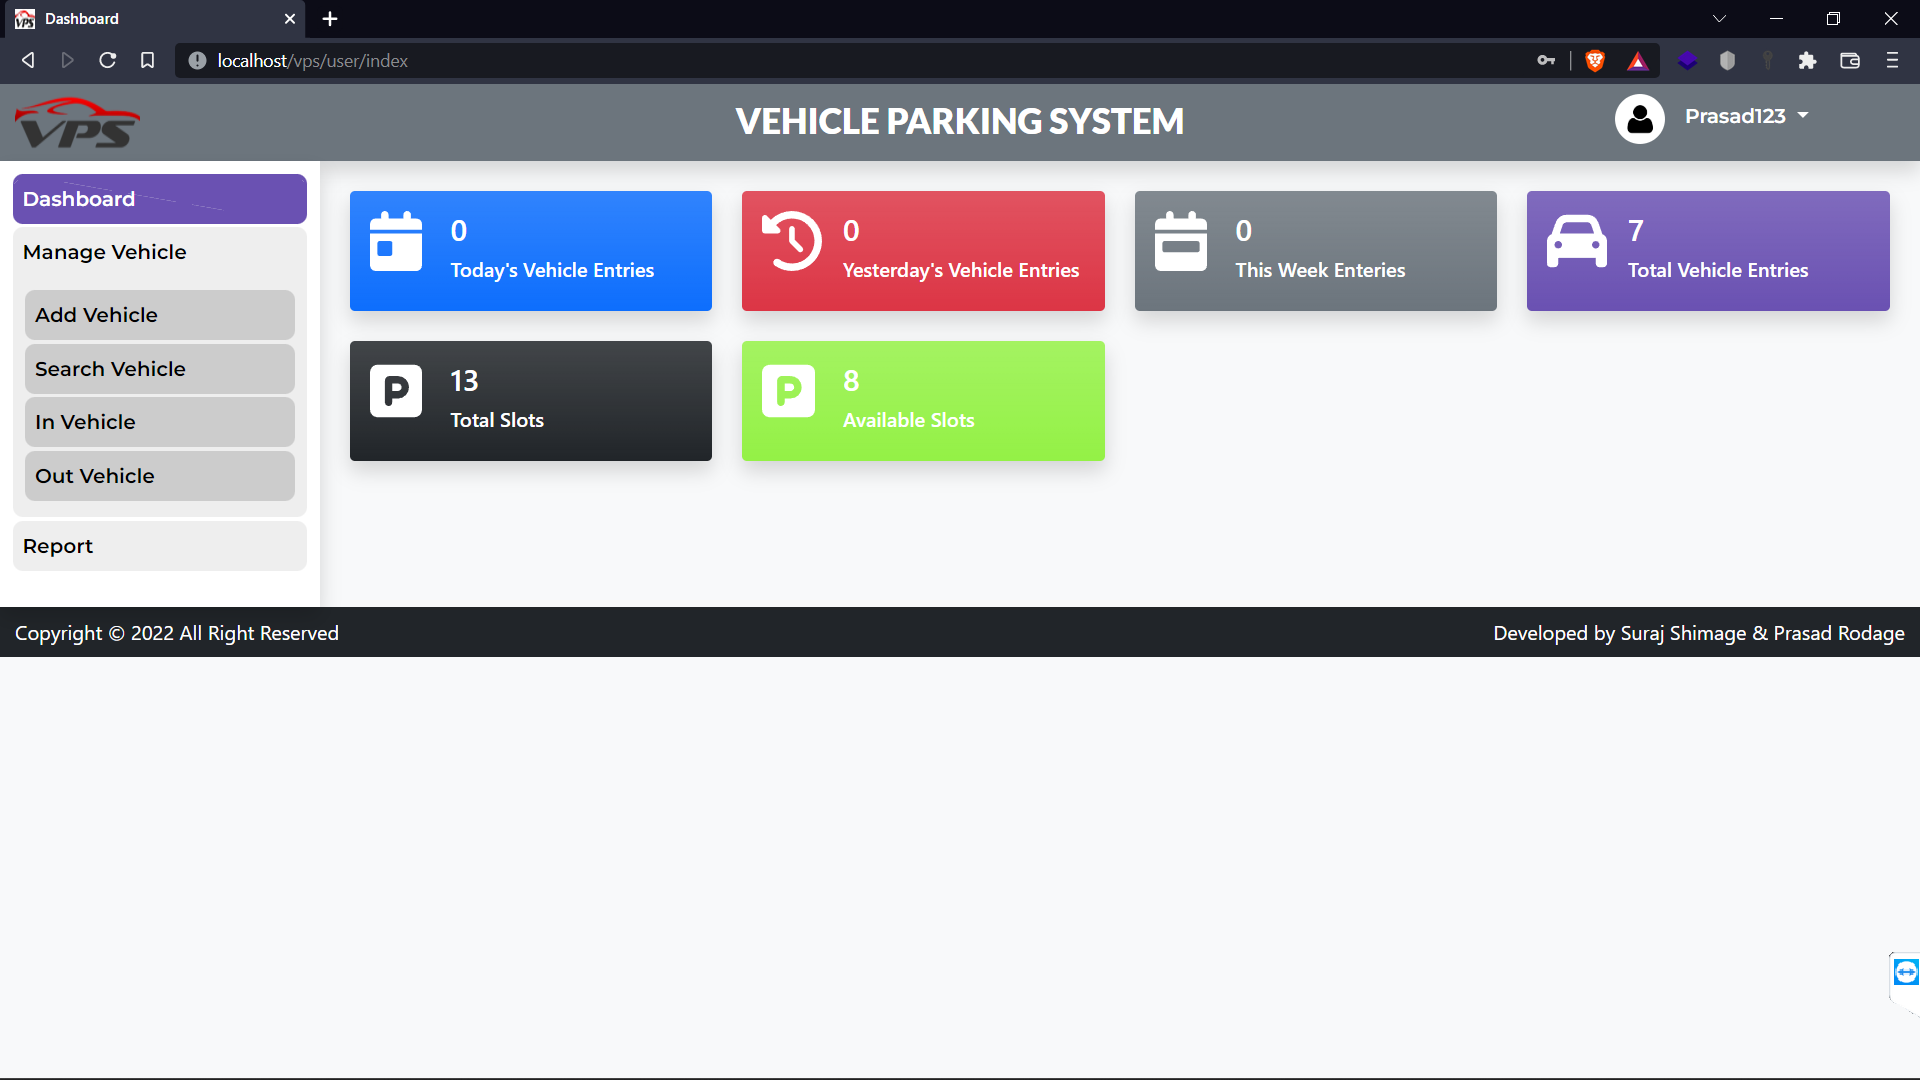 VPS Dashboard
localhost/vps/user/index
VPS
VEHICLE PARKING SYSTEM
Prasad123
Dashboard
Manage Vehicle
Add Vehicle
Search Vehicle
In Vehicle
Out Vehicle
Report
0
Today's Vehicle Entries
0
Yesterday's Vehicle Entries
0
This Week Enteries
7
Total Vehicle Entries
P
13
Total Slots
P
8
Available Slots
Copyright © 2022 All Right Reserved
Developed by Suraj Shimage & Prasad Rodage